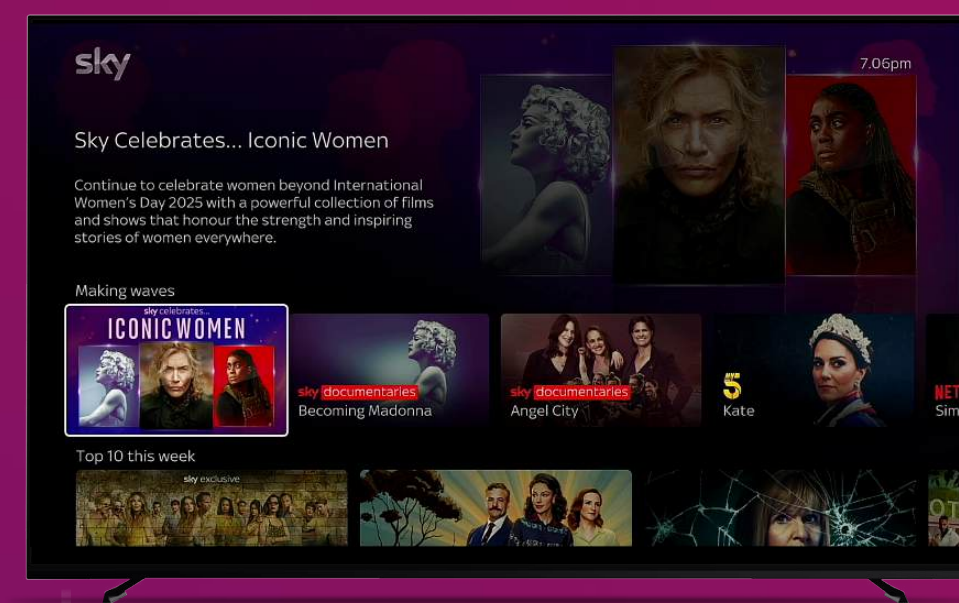 sky
7.06pm
Sky Celebrates... Iconic Women
Continue to celebrate women beyond International
Women's Day 2025 with a powerful collection of films
and shows that honour the strength and inspiring
stories of women everywhere.
Making waves
sky celebrates...
ICONIC WOMEN
sky documentaries
Becoming Madonna
sky documentaries
Angel City
5
Kate
NET
Sim
Top 10 this week
sky exclusive
OT